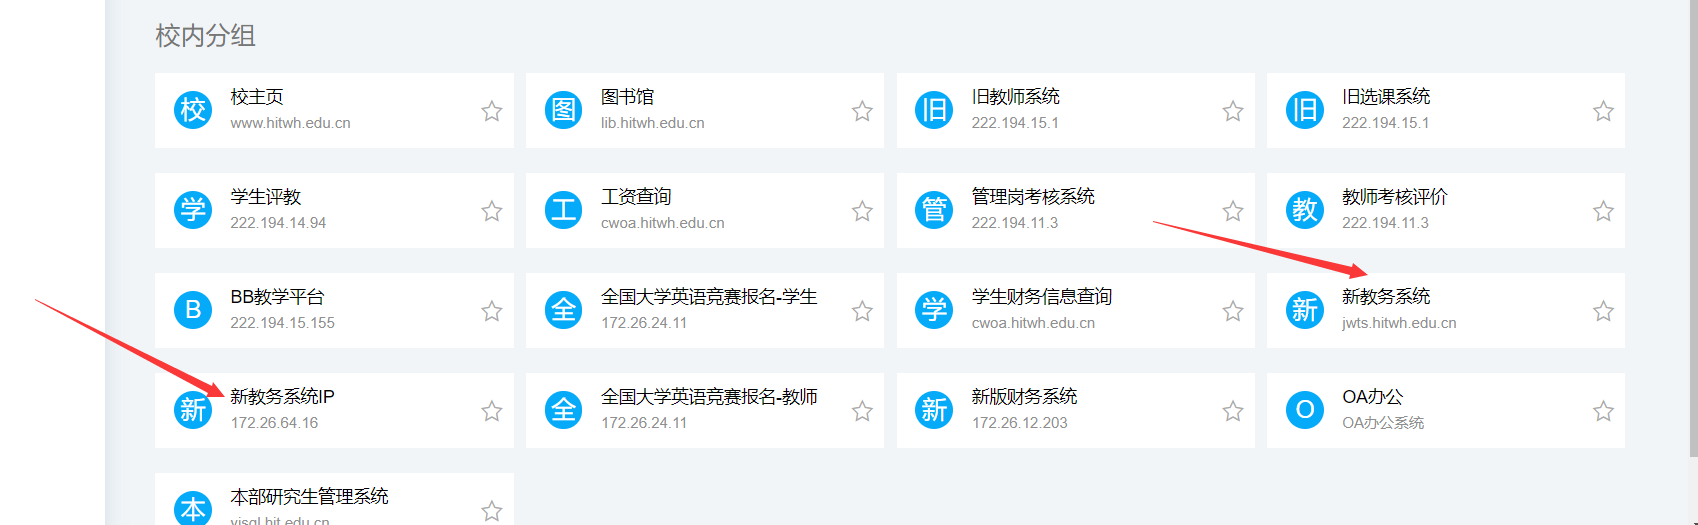 校内分组
校 校主页
www.hitwh.edu.cn
图 图书馆
lib.hitwh.edu.cn
旧 旧教师系统
222.194.15.1
旧 旧选课系统
222.194.15.1
学 学生评教
222.194.14.94
工 工资查询
cwoa.hitwh.edu.cn
管 管理岗考核系统
222.194.11.3
教 教师考核评价
222.194.11.3
B BB教学平台
222.194.15.155
全 全国大学英语竞赛报名-学生
172.26.24.11
学 学生财务信息查询
cwoa.hitwh.edu.cn
新 新教务系统
jwts.hitwh.edu.cn
新 新教务系统IP
172.26.64.16
全 全国大学英语竞赛报名-教师
172.26.24.11
新 新版财务系统
172.26.12.203
O OA办公
OA办公系统
本 本部研究生管理系统
yjsgl.hit.edu.cn